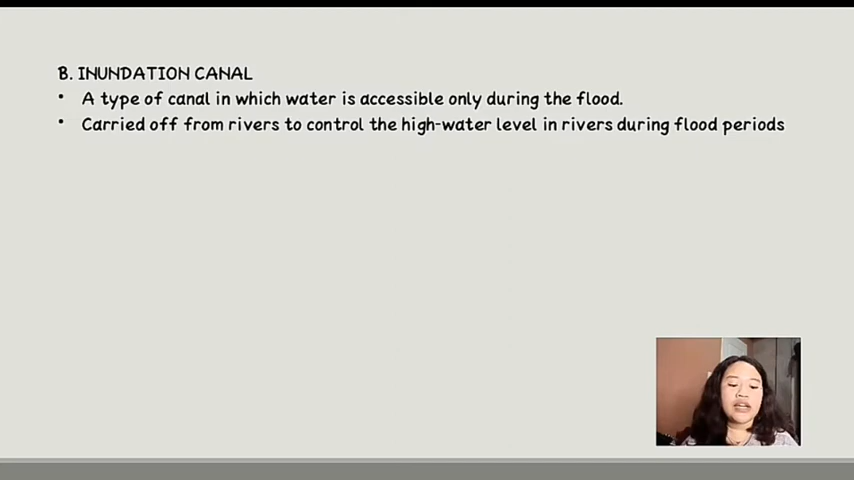 B. INUNDATION CANAL
• A type of canal in which water is accessible only during the flood.
• Carried off from rivers to control the high-water level in rivers during flood periods